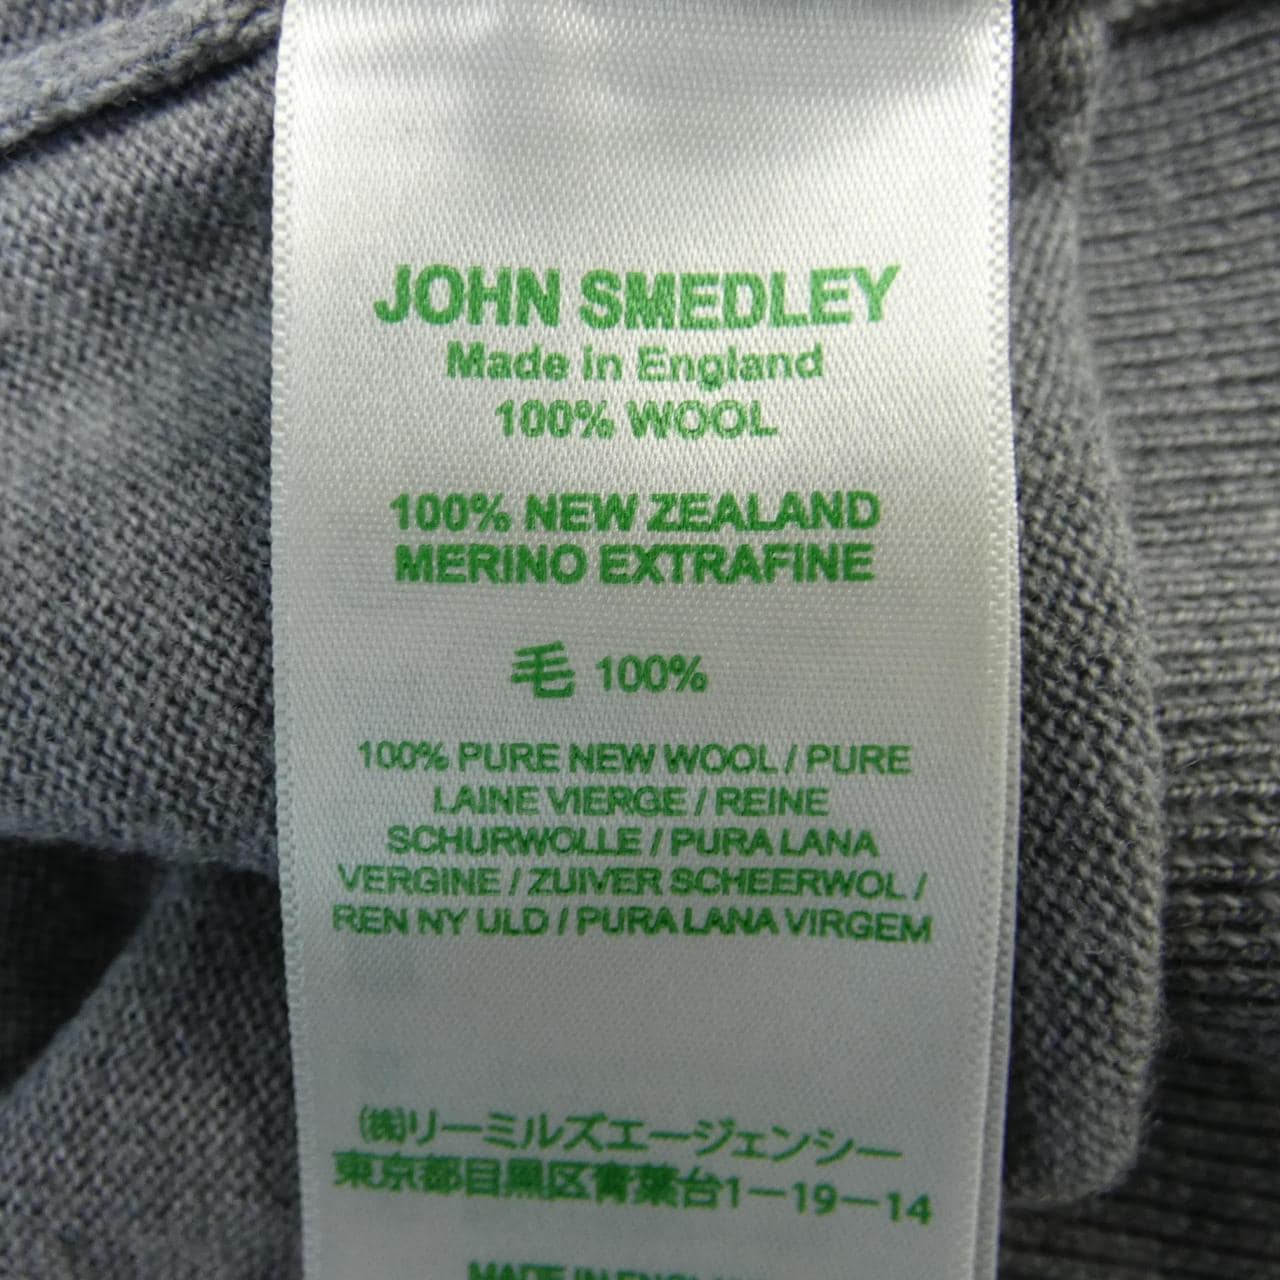 JOHN SMEDLEY
Made in England
100% WOOL
100% NEW ZEALAND
MERINO EXTRAFINE
毛 100%
100% PURE NEW WOOL / PURE
LAINE VIERGE / REINE
SCHURWOLLE / PURA LANA
VERGINE / ZUIVER SCHEERWOL /
REN NY ULD / PURA LANA VIRGEM
㈱リーミルズエージェンシー
東京都目黒区青葉台1-19-14
MADE IN